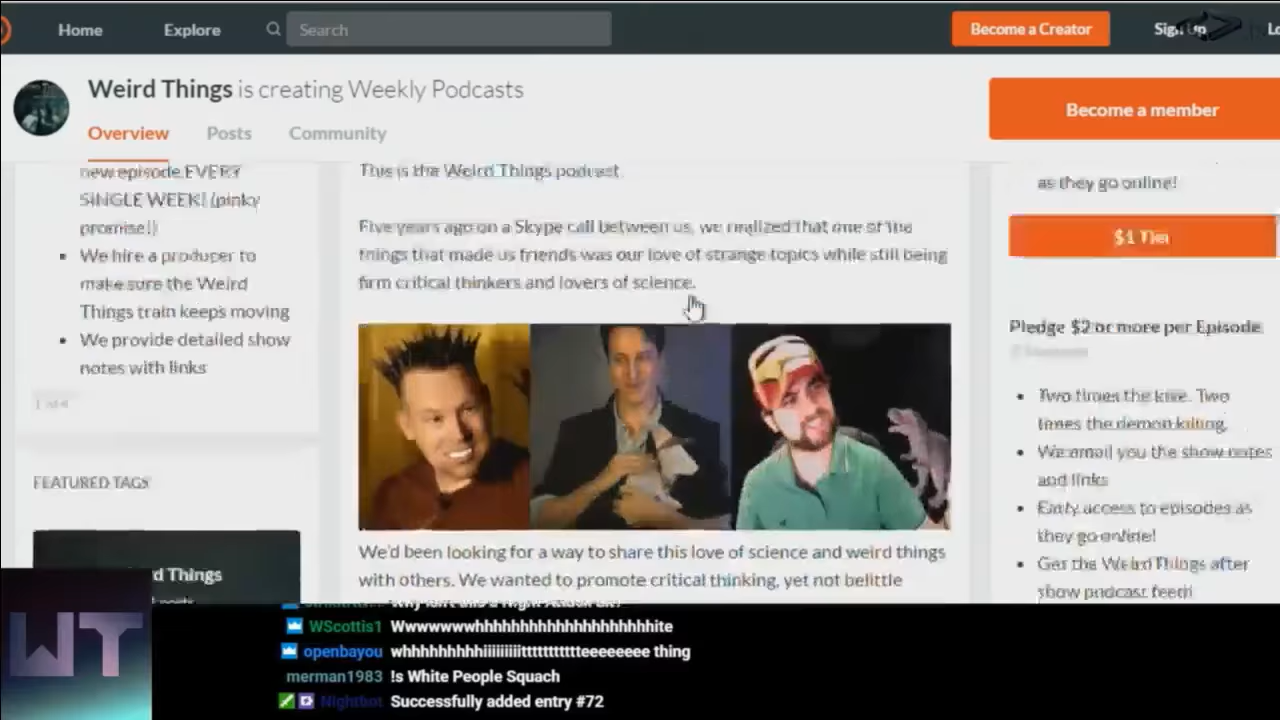 Home
Explore
Search
Become a Creator
Sign Up
Weird Things is creating Weekly Podcasts
Become a member
Overview
Posts
Community
new episode EVERY
SINGLE WEEK! (pinky
promise!)
We hire a producer to
make sure the Weird
Things train keeps moving
We provide detailed show
notes with links
FEATURED TAGS
Things
This is the Weird Things podcast.
Five years ago on a Skype call between us, we realized that one of the
things that made us friends was our love of strange topics while still being
firm critical thinkers and lovers of science.
We'd been looking for a way to share this love of science and weird things
with others. We wanted to promote critical thinking, yet not belittle
as they go online!
$1 Tier
Pledge $2 or more per Episode
Two times the love. Two
times the demon killing.
We email you the show notes
and links
Early access to episodes as
they go online!
Get the WeirdThings after
show podcast feed!
WT
WScottis1 Wwwwwwwhhhhhhhhhhhhhhhhhhhhite
openbayou whhhhhhhhhiiiiiiiiittttttttttteeeeeeee thing
merman1983 !s White People Squach
Nightbot Successfully added entry #72